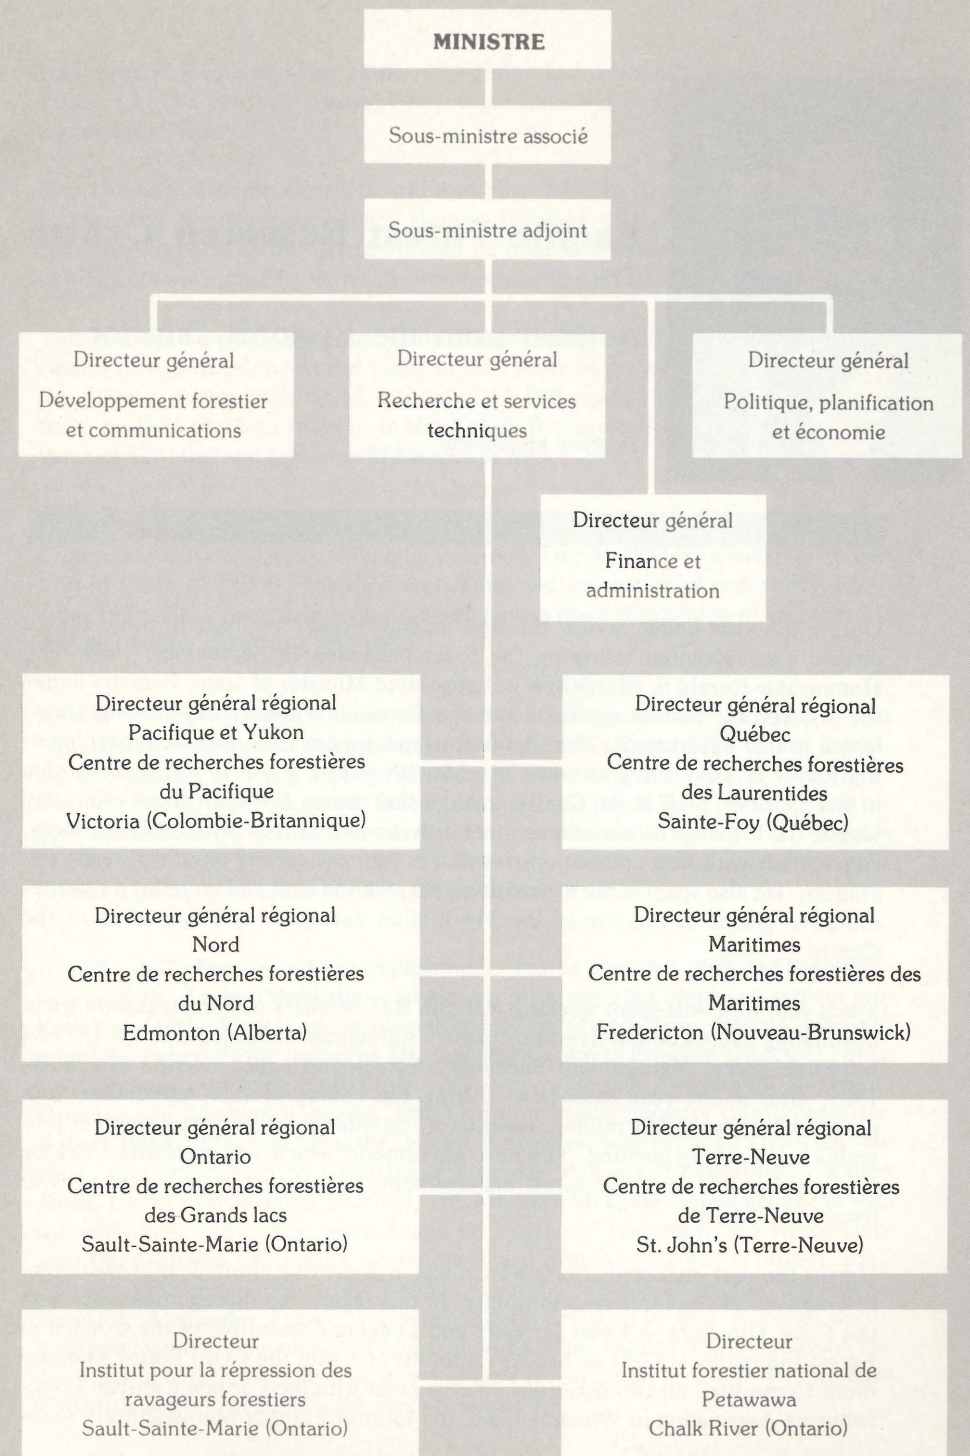 MINISTRE
Sous-ministre associé
Sous-ministre adjoint
Directeur général
Développement forestier
et communications
Directeur général
Recherche et services
techniques
Directeur général
Politique, planification
et économie
Directeur général
Finance et
administration
Directeur général régional
Pacifique et Yukon
Centre de recherches forestières
du Pacifique
Victoria (Colombie-Britannique)
Directeur général régional
Québec
Centre de recherches forestières
des Laurentides
Sainte-Foy (Québec)
Directeur général régional
Nord
Centre de recherches forestières
du Nord
Edmonton (Alberta)
Directeur général régional
Maritimes
Centre de recherches forestières des
Maritimes
Fredericton (Nouveau-Brunswick)
Directeur général régional
Ontario
Centre de recherches forestières
des Grands lacs
Sault-Sainte-Marie (Ontario)
Directeur général régional
Terre-Neuve
Centre de recherches forestières
de Terre-Neuve
St. John's (Terre-Neuve)
Directeur
Institut pour la répression des
ravageurs forestiers
Sault-Sainte-Marie (Ontario)
Directeur
Institut forestier national de
Petawawa
Chalk River (Ontario)